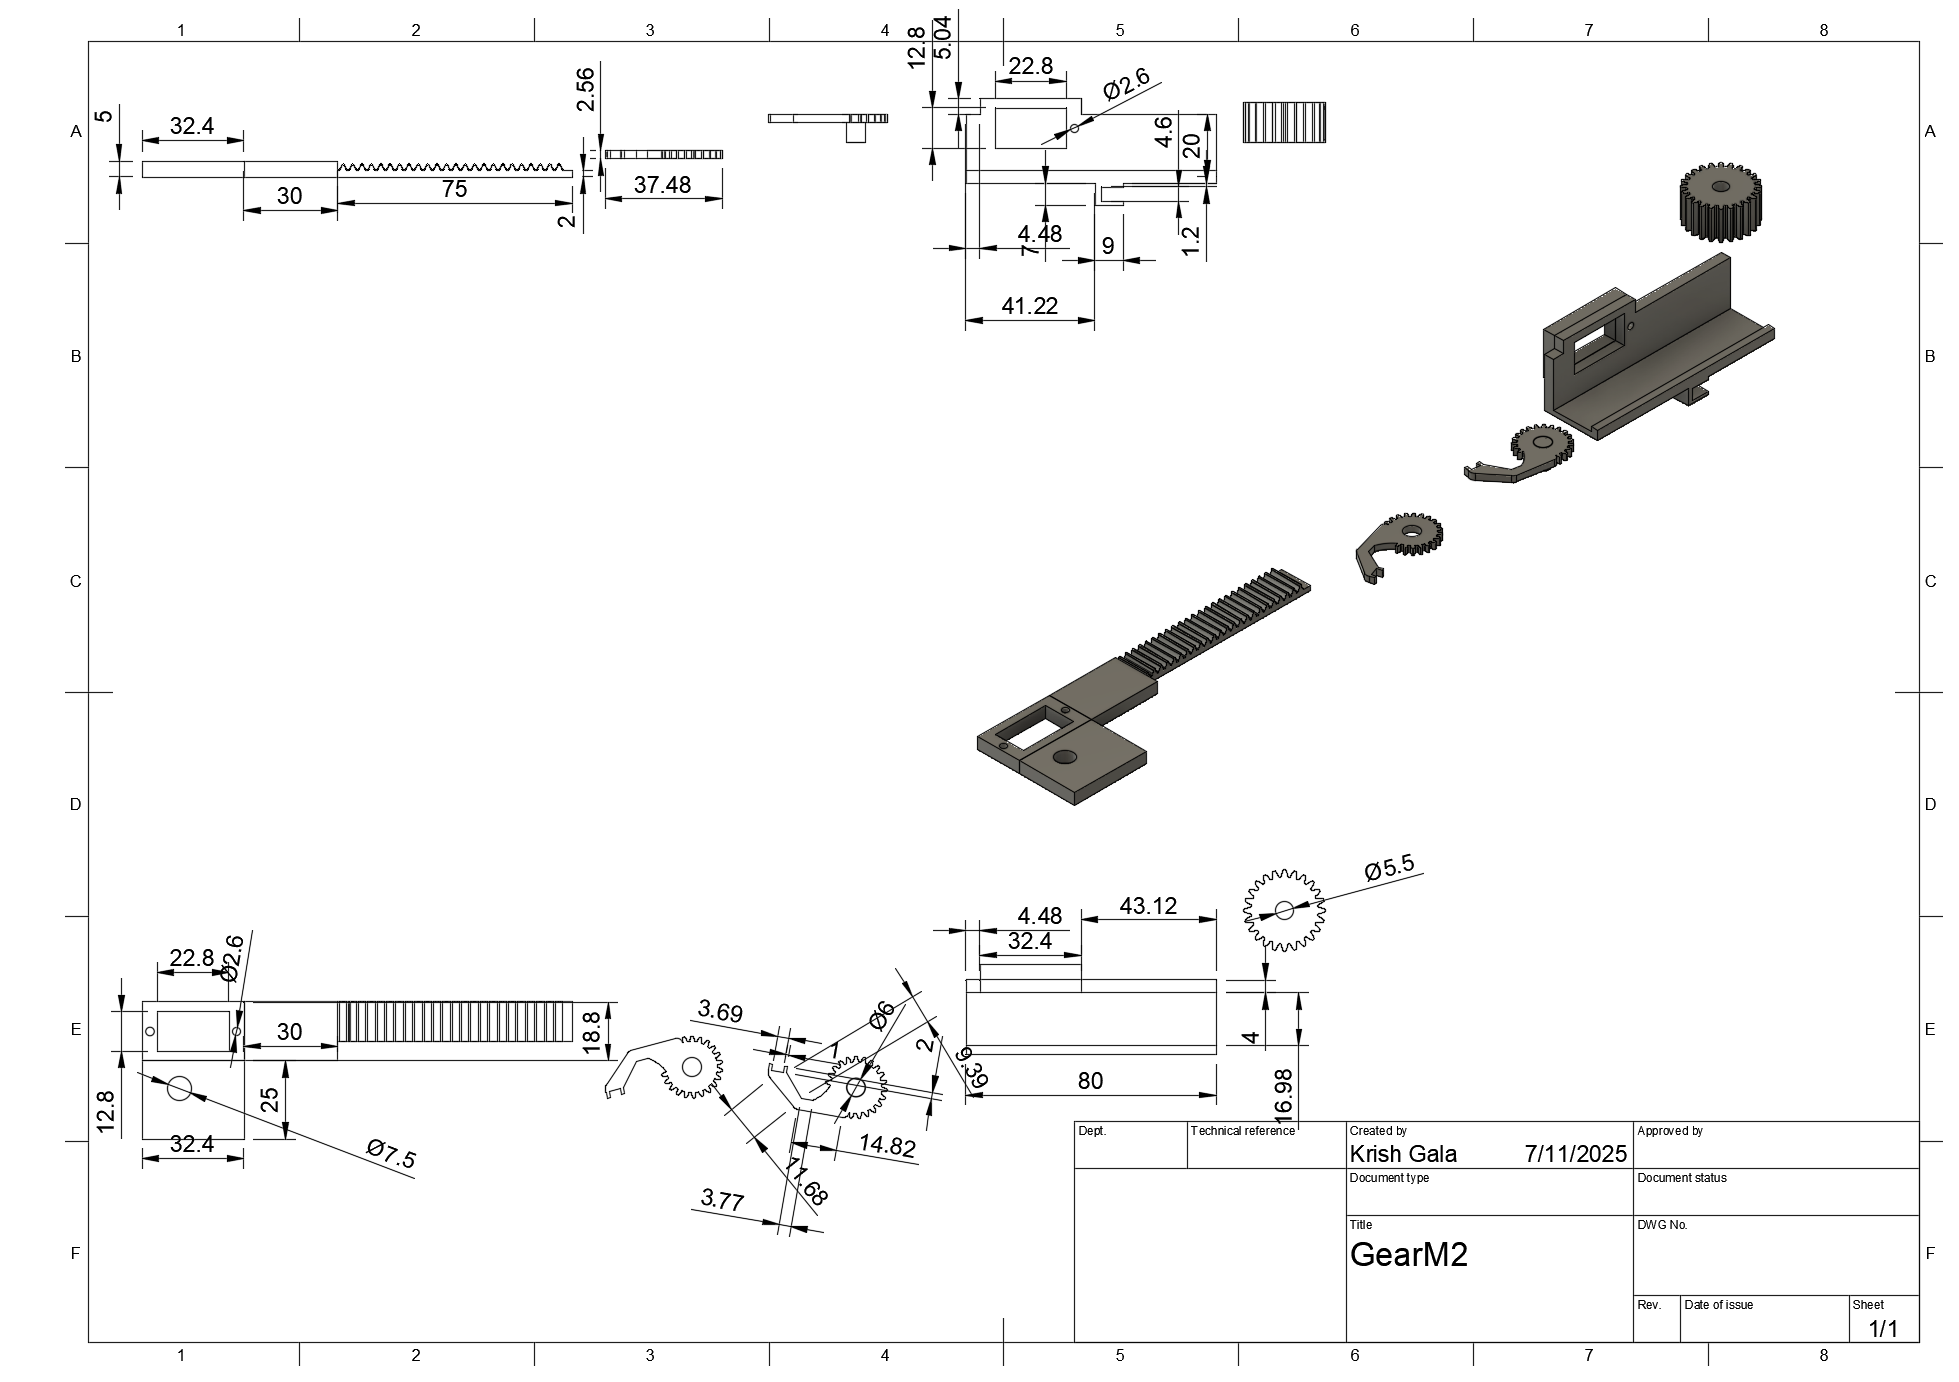 1 2 3 4 5 6 7 8
A A
B B
C C
D D
E E
F F
5
32.4
30
75
2
2.56
37.48
12.8
5.04
22.8
Ø2.6
4.6
20
4.48
7
9
1.2
41.22
22.8
Ø2.6
30
18.8
12.8
25
32.4
Ø7.5
3.69
1
Ø6
2
9.39
14.82
11.68
3.77
4.48
43.12
32.4
4
80
16.98
Ø5.5
Dept.
Technical reference
Created by
Approved by
Krish Gala 7/11/2025
Document type
Document status
Title
DWG No.
GearM2
Rev.
Date of issue
Sheet
1/1
1 2 3 4 5 6 7 8